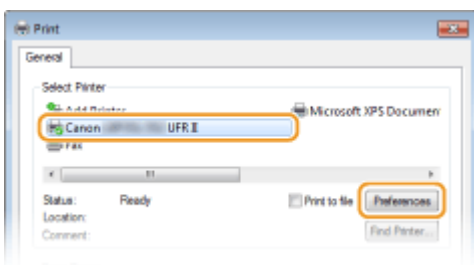 Print
General
Select Printer
Add Printer
Microsoft XPS Documen
Canon UFR II
Fax
Status: Ready
Print to file
Preferences
Location:
Comment:
Find Printer...